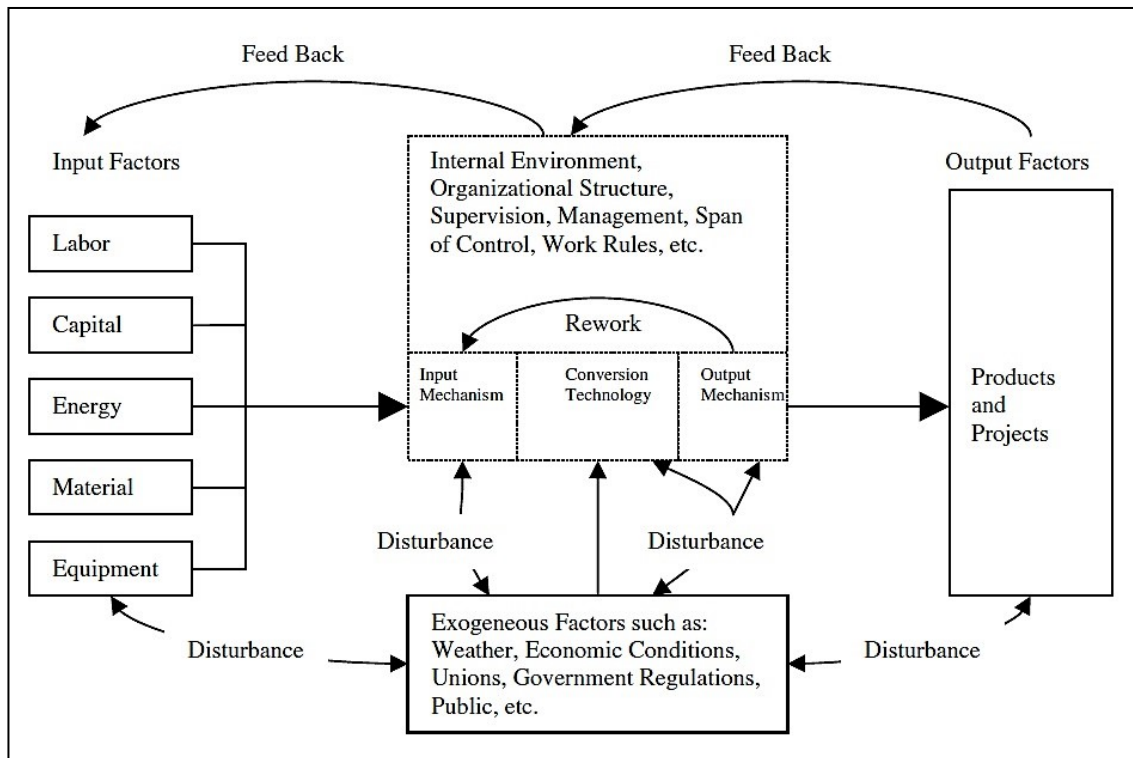 Feed Back
Feed Back
Input Factors
Output Factors
Internal Environment,
Organizational Structure,
Supervision, Management, Span
of Control, Work Rules, etc.
Labor
Capital
Energy
Material
Equipment
Rework
Input
Mechanism
Conversion
Technology
Output
Mechanism
Products
and
Projects
Disturbance
Disturbance
Disturbance
Disturbance
Exogeneous Factors such as:
Weather, Economic Conditions,
Unions, Government Regulations,
Public, etc.